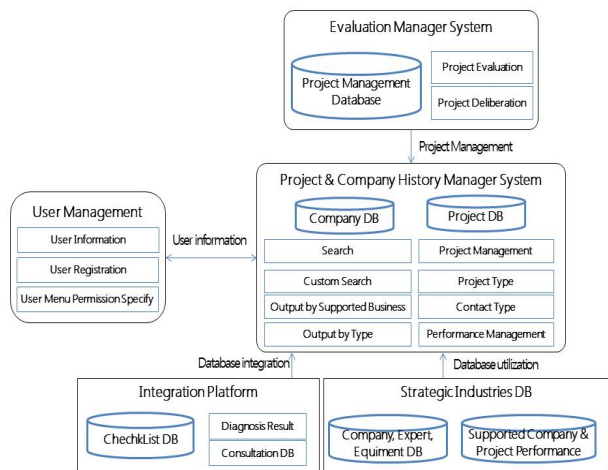 Evaluation Manager System
Project Management
Database
Project Evaluation
Project Deliberation
Project Management
Project & Company History Manager System
Company DB
Project DB
Search
Project Management
Custom Search
Project Type
Output by Supported Business
Contact Type
Output by Type
Performance Management
User Management
User Information
User Registration
User Menu Permission Specify
User information
Database integration
Database utilization
Integration Platform
ChechkList DB
Diagnosis Result
Consultation DB
Strategic Industries DB
Company, Expert,
Equiment DB
Supported Company &
Project Performance